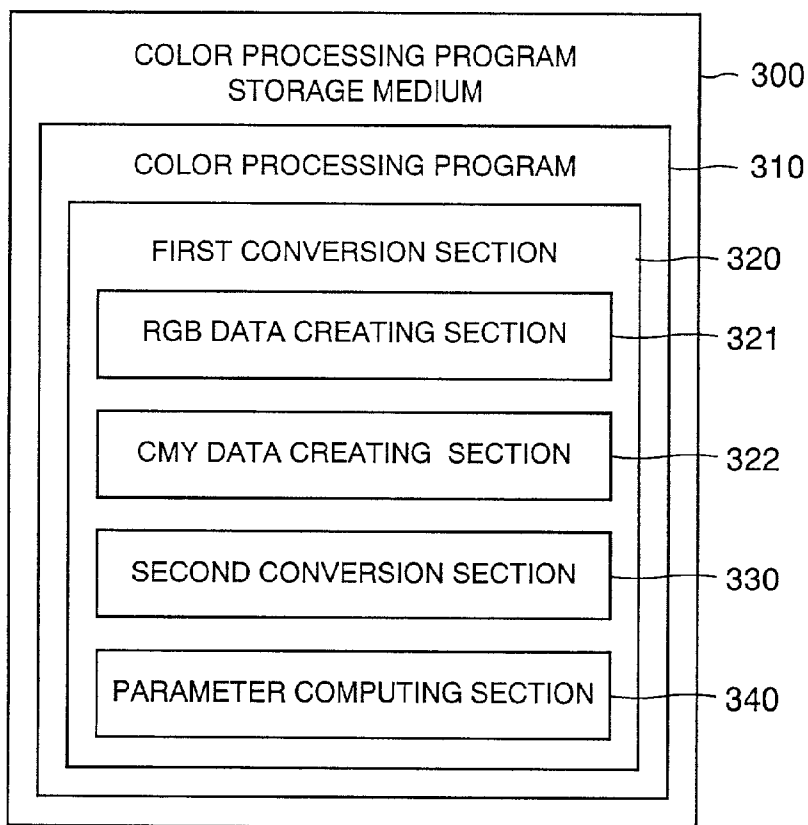 COLOR PROCESSING PROGRAM
STORAGE MEDIUM
300
COLOR PROCESSING PROGRAM
310
FIRST CONVERSION SECTION
320
RGB DATA CREATING SECTION
321
CMY DATA CREATING SECTION
322
SECOND CONVERSION SECTION
330
PARAMETER COMPUTING SECTION
340